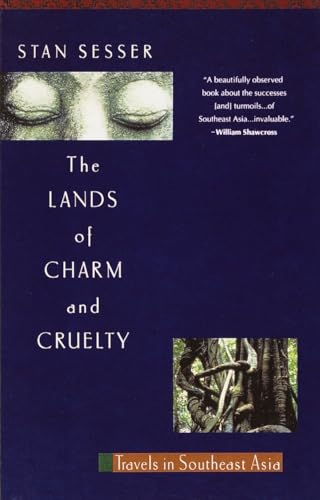 STAN SESSER
"A beautifully observed
book about the successes
[and] turmoils...of
Southeast Asia...invaluable."
–William Shawcross
The
LANDS
of
CHARM
and
CRUELTY
Travels in Southeast Asia